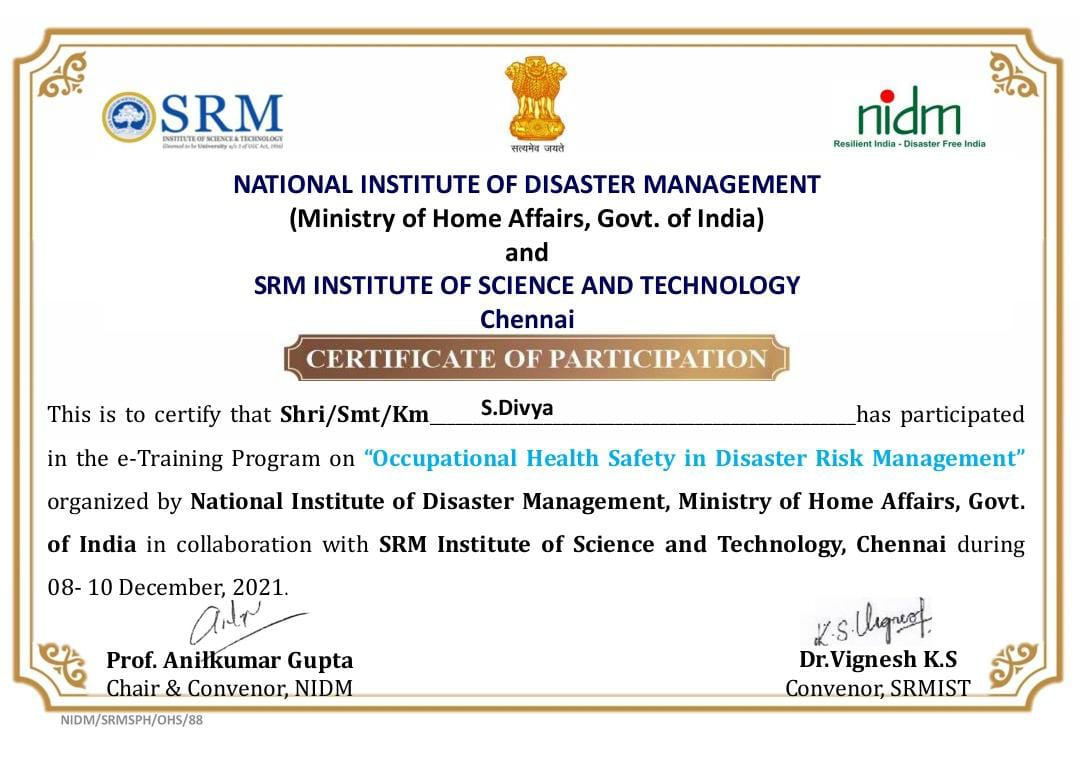 SRM
INSTITUTE OF SCIENCE & TECHNOLOGY
(Deemed to be University u/s 3 of UGC Act, 1956)
सत्यमेव जयते
nidm
Resilient India - Disaster Free India
NATIONAL INSTITUTE OF DISASTER MANAGEMENT
(Ministry of Home Affairs, Govt. of India)
and
SRM INSTITUTE OF SCIENCE AND TECHNOLOGY
Chennai
CERTIFICATE OF PARTICIPATION
This is to certify that Shri/Smt/Km S.Divya has participated
in the e-Training Program on “Occupational Health Safety in Disaster Risk Management”
organized by National Institute of Disaster Management, Ministry of Home Affairs, Govt.
of India in collaboration with SRM Institute of Science and Technology, Chennai during
08- 10 December, 2021.
Prof. Anilkumar Gupta
Chair & Convenor, NIDM
K.S.Vignesh
Dr.Vignesh K.S
Convenor, SRMIST
NIDM/SRMSPH/OHS/88